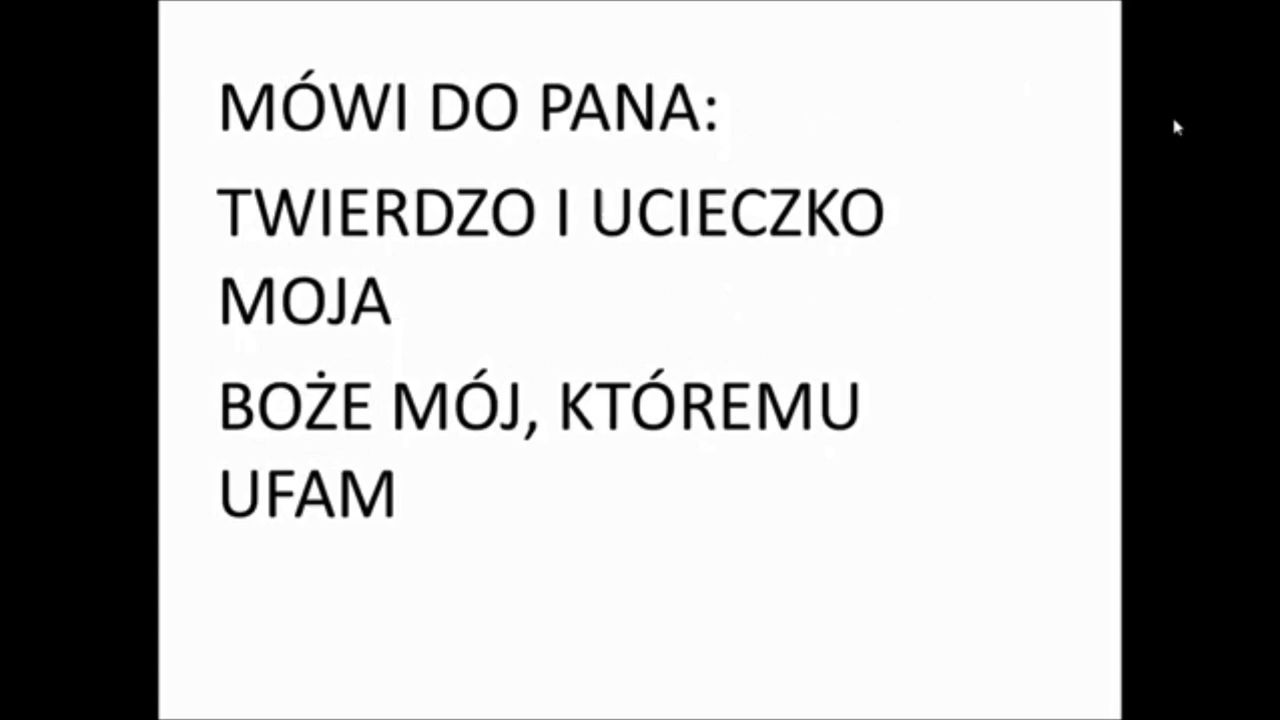 MÓWI DO PANA:
TWIERDZO I UCIECZKO
MOJA
BOŻE MÓJ, KTÓREMU
UFAM